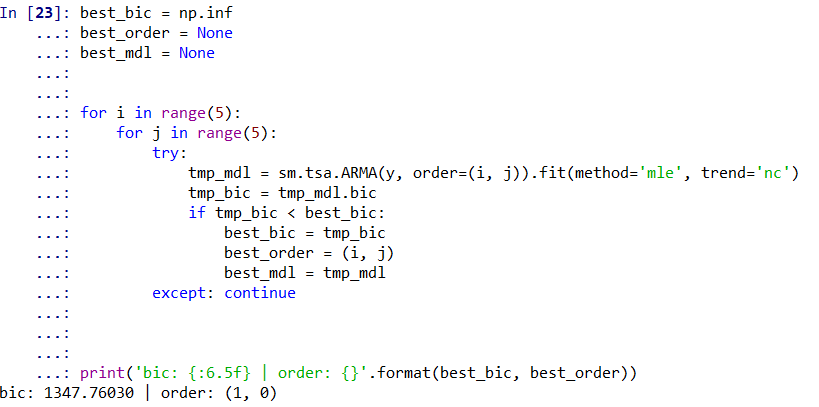 In [23]: best_bic = np.inf
    ...: best_order = None
    ...: best_mdl = None
    ...:
    ...:
    ...: for i in range(5):
    ...:     for j in range(5):
    ...:         try:
    ...:             tmp_mdl = sm.tsa.ARMA(y, order=(i, j)).fit(method='mle', trend='nc')
    ...:             tmp_bic = tmp_mdl.bic
    ...:             if tmp_bic < best_bic:
    ...:                 best_bic = tmp_bic
    ...:                 best_order = (i, j)
    ...:                 best_mdl = tmp_mdl
    ...:         except: continue
    ...:
    ...:
    ...:
    ...: print('bic: {:6.5f} | order: {}'.format(best_bic, best_order))
bic: 1347.76030 | order: (1, 0)